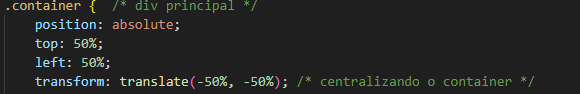 .container {  /* div principal */
    position: absolute;
    top: 50%;
    left: 50%;
    transform: translate(-50%, -50%); /* centralizando o container */